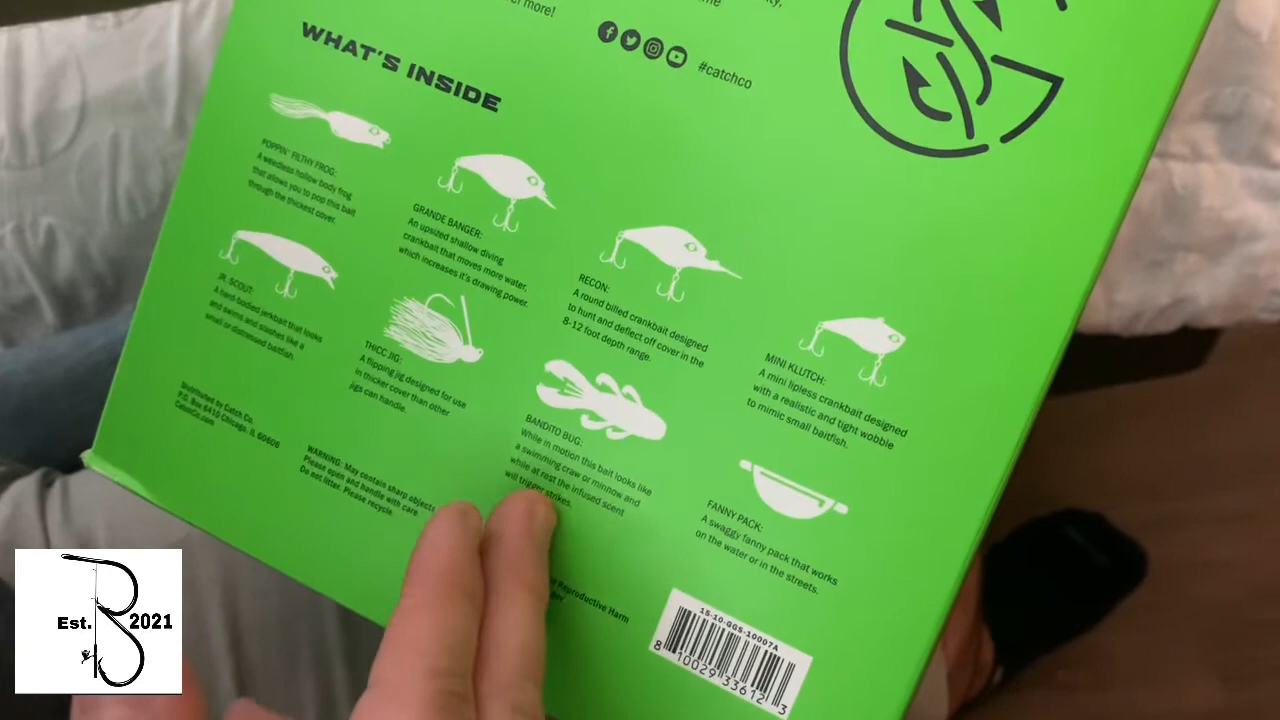 er more!
me
#catchco
WHAT'S INSIDE
POPPIN' FILTHY FROG:
A weedless hollow body frog
that allows you to pop this bait
through the thickest cover.
GRANDE BANGER:
An upsized shallow diving
crankbait that moves more water,
which increases it's drawing power.
RECON:
A round billed crankbait designed
to hunt and deflect off cover in the
8-12 foot depth range.
MINI KLUTCH:
A mini lipless crankbait designed
with a realistic and tight wobble
to mimic small baitfish.
JR. SCOUT:
A hard-bodied jerkbait that looks
and swims and slashes like a
small or distressed baitfish.
THICC JIG:
A flipping jig designed for use
in thicker cover than other
jigs can handle.
BANDITO BUG:
While in motion this bait looks like
a swimming craw or minnow and
while at rest the infused scent
will trigger strikes.
FANNY PACK:
A swaggy fanny pack that works
on the water or in the streets.
Distributed by Catch Co.
P.O. Box 6410 Chicago, IL 60606
CatchCo.com
WARNING: May contain sharp objects
Please open and handle with care
Do not litter. Please recycle.
Reproductive Harm
.gov
15-10-GGS-10007A
8 10029 33612 3
Est. B 2021